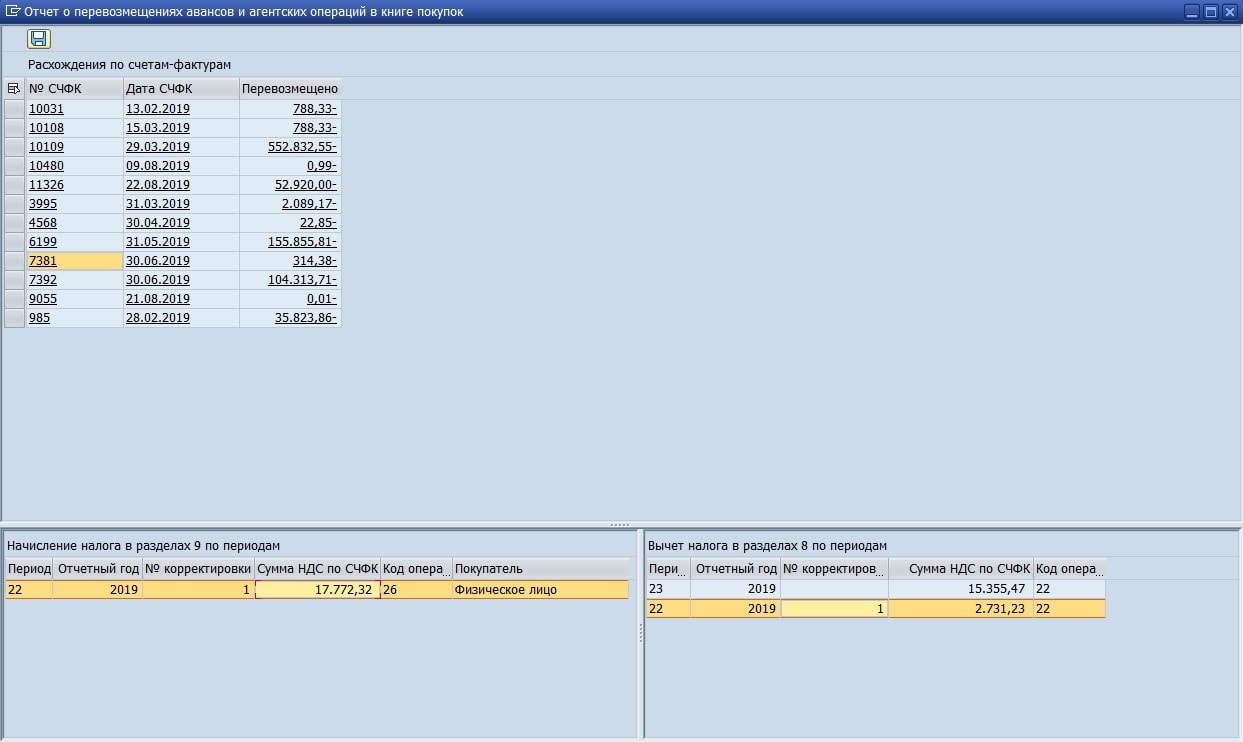 Отчет о перевозмещениях авансов и агентских операций в книге покупок
Расхождения по счетам-фактурам
№ СЧФК Дата СЧФК Перевозмещено
10031 13.02.2019 788,33-
10108 15.03.2019 788,33-
10109 29.03.2019 552.832,55-
10480 09.08.2019 0,99-
11326 22.08.2019 52.920,00-
3995 31.03.2019 2.089,17-
4568 30.04.2019 22,85-
6199 31.05.2019 155.855,81-
7381 30.06.2019 314,38-
7392 30.06.2019 104.313,71-
9055 21.08.2019 0,01-
985 28.02.2019 35.823,86-
Начисление налога в разделах 9 по периодам
Период Отчетный год № корректировки Сумма НДС по СЧФК Код опера... Покупатель
22 2019 1 17.772,32 26 Физическое лицо
Вычет налога в разделах 8 по периодам
Пери... Отчетный год № корректиров... Сумма НДС по СЧФК Код опера...
23 2019 15.355,47 22
22 2019 1 2.731,23 22